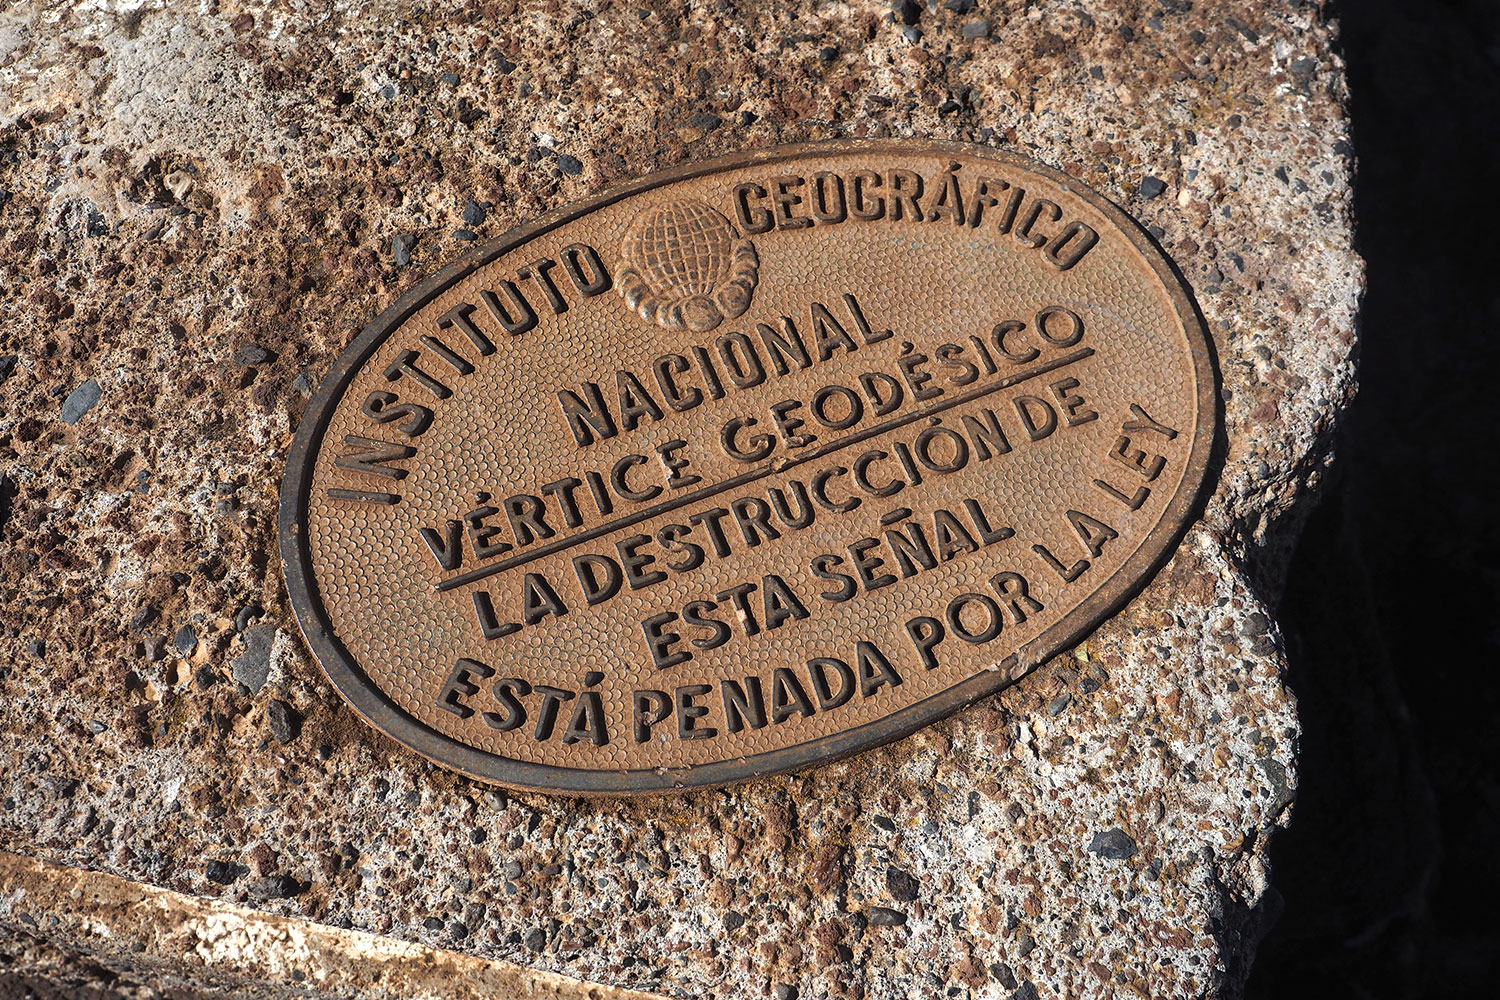 INSTITUTO GEOGRÁFICO
NACIONAL
VÉRTICE GEODÉSICO
LA DESTRUCCIÓN DE
ESTA SEÑAL
ESTÁ PENADA POR LA LEY